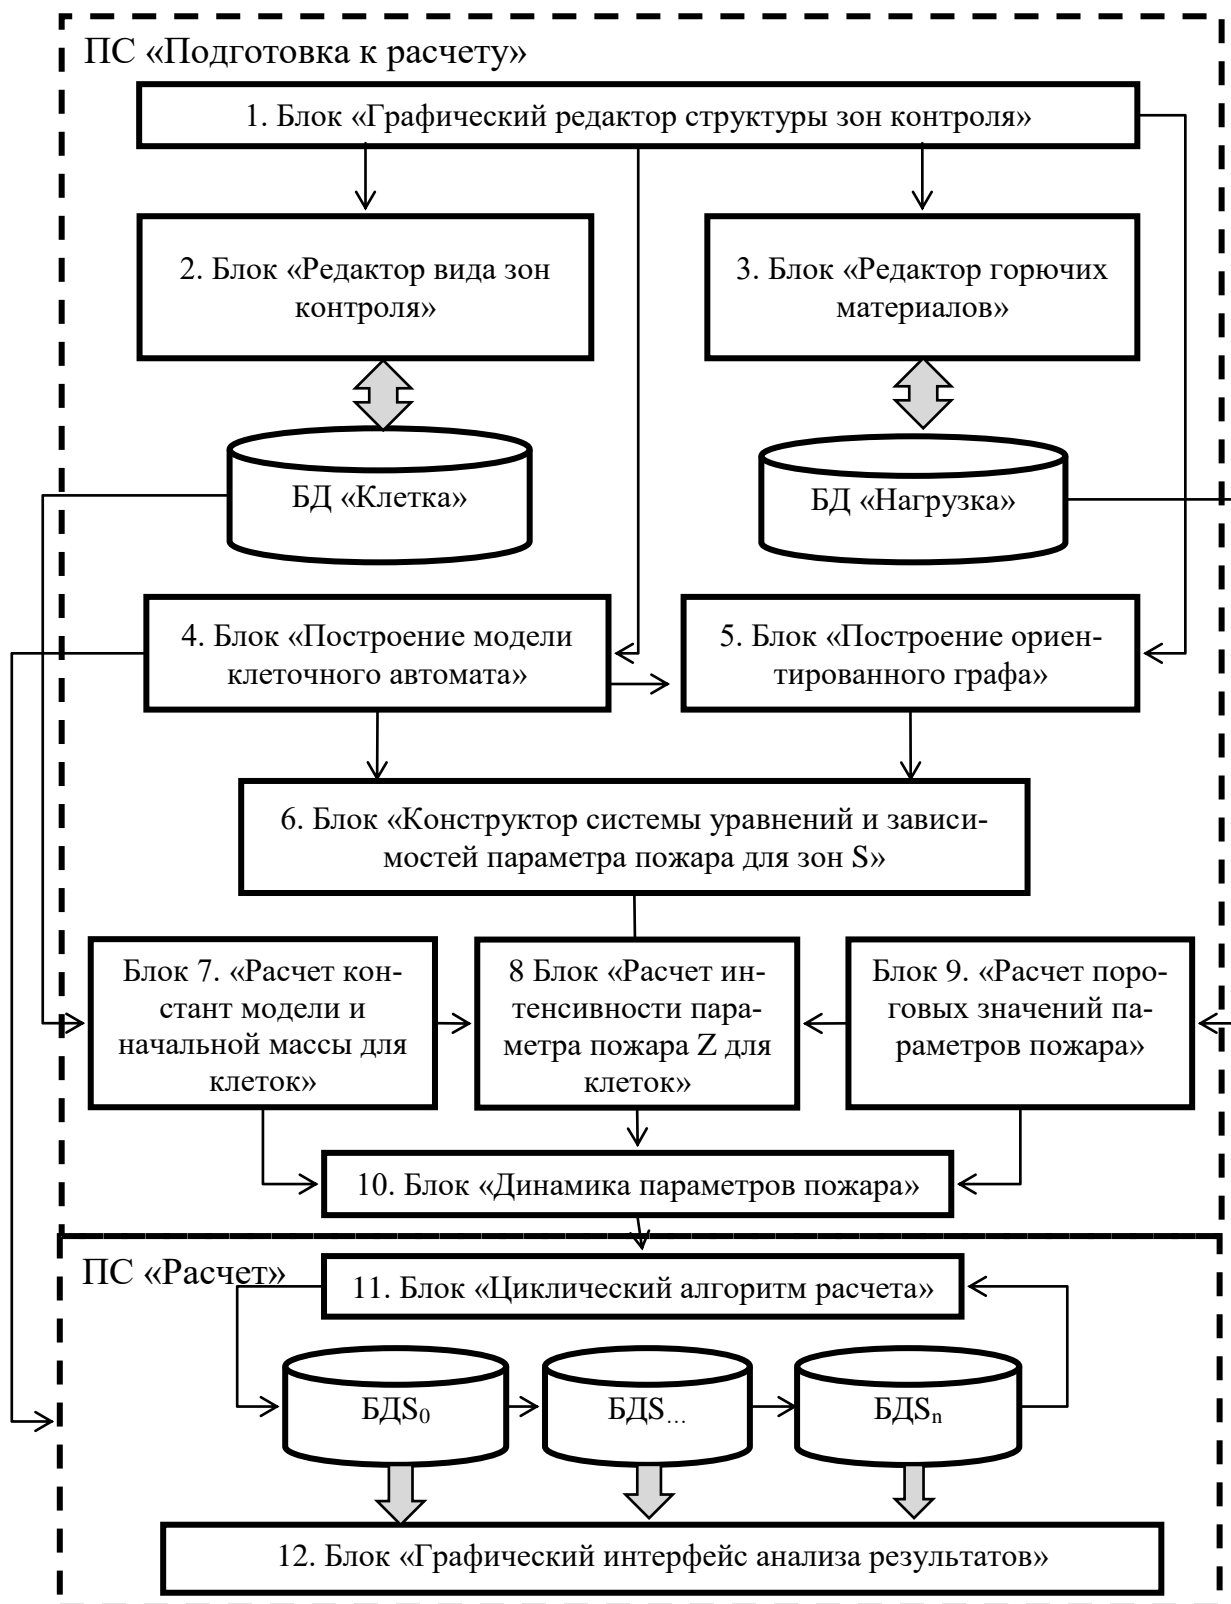 ПС «Подготовка к расчету»
1. Блок «Графический редактор структуры зон контроля»
2. Блок «Редактор вида зон
контроля»
3. Блок «Редактор горючих
материалов»
БД «Клетка»
БД «Нагрузка»
4. Блок «Построение модели
клеточного автомата»
5. Блок «Построение ориен-
тированного графа»
6. Блок «Конструктор системы уравнений и зависи-
мостей параметра пожара для зон S»
Блок 7. «Расчет кон-
стант модели и
начальной массы для
клеток»
8 Блок «Расчет ин-
тенсивности пара-
метра пожара Z для
клеток»
Блок 9. «Расчет поро-
говых значений па-
раметров пожара»
10. Блок «Динамика параметров пожара»
ПС «Расчет»
11. Блок «Циклический алгоритм расчета»
БДS₀
БДS…
БДSₙ
12. Блок «Графический интерфейс анализа результатов»